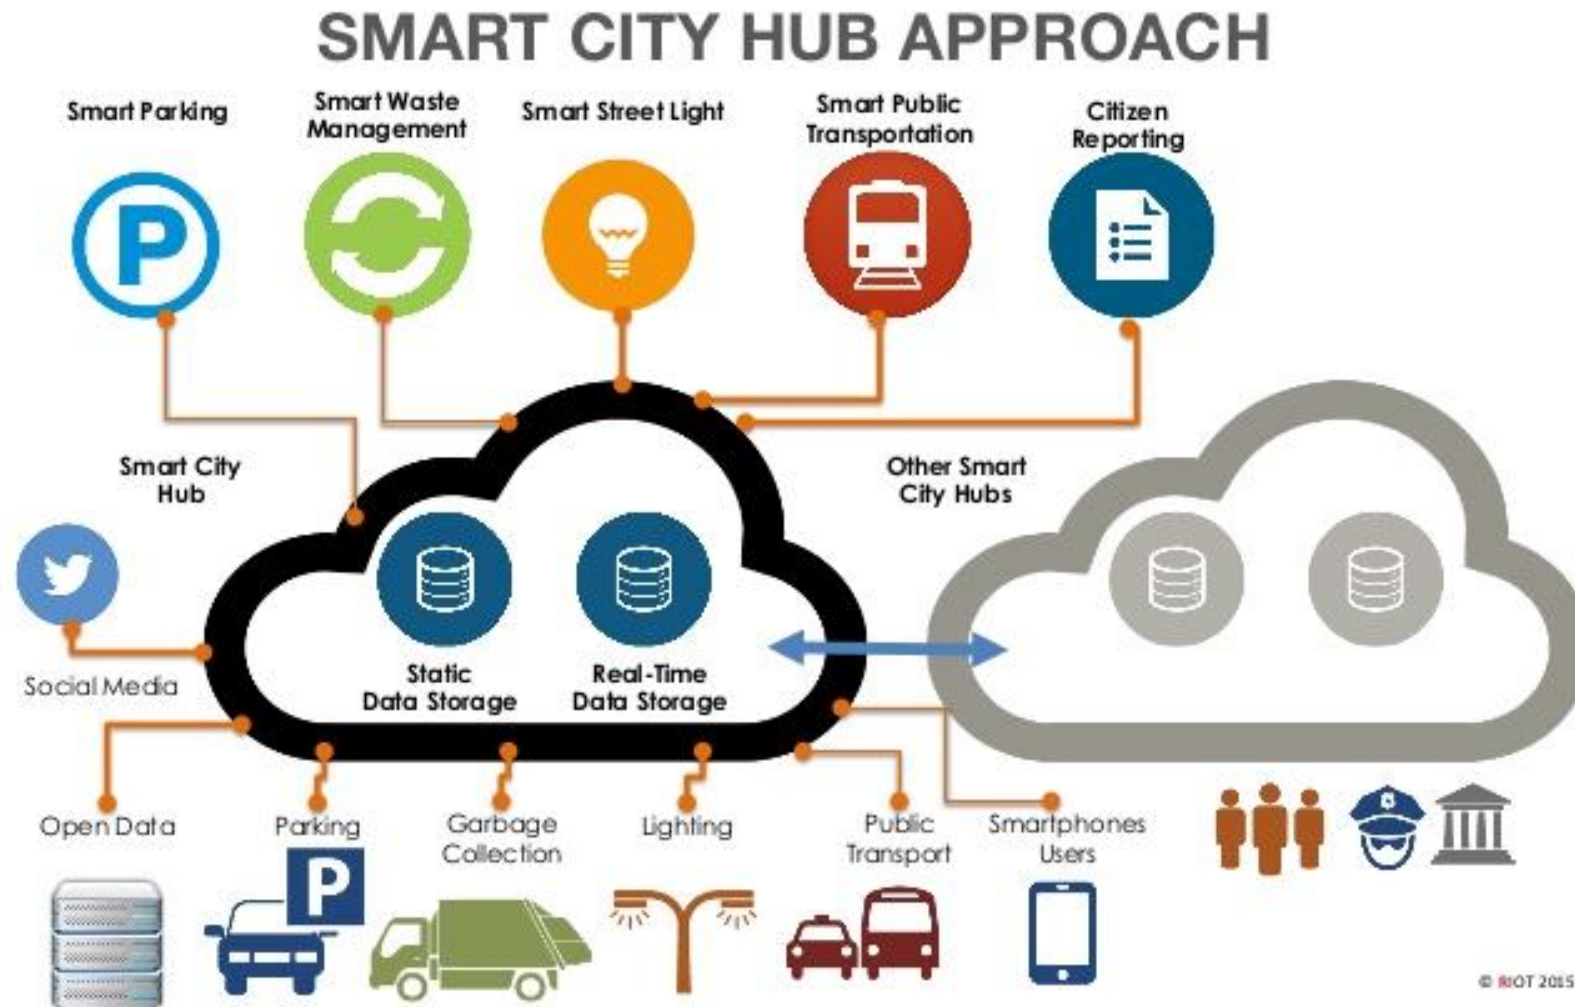 SMART CITY HUB APPROACH
Smart Parking
Smart Waste
Management
Smart Street Light
Smart Public
Transportation
Citizen
Reporting
P
Smart City
Hub
Other Smart
City Hubs
Static
Data Storage
Real-Time
Data Storage
Social Media
Open Data
Parking
Garbage
Collection
Lighting
Public
Transport
Smartphones
Users
P
© RIOT 2015